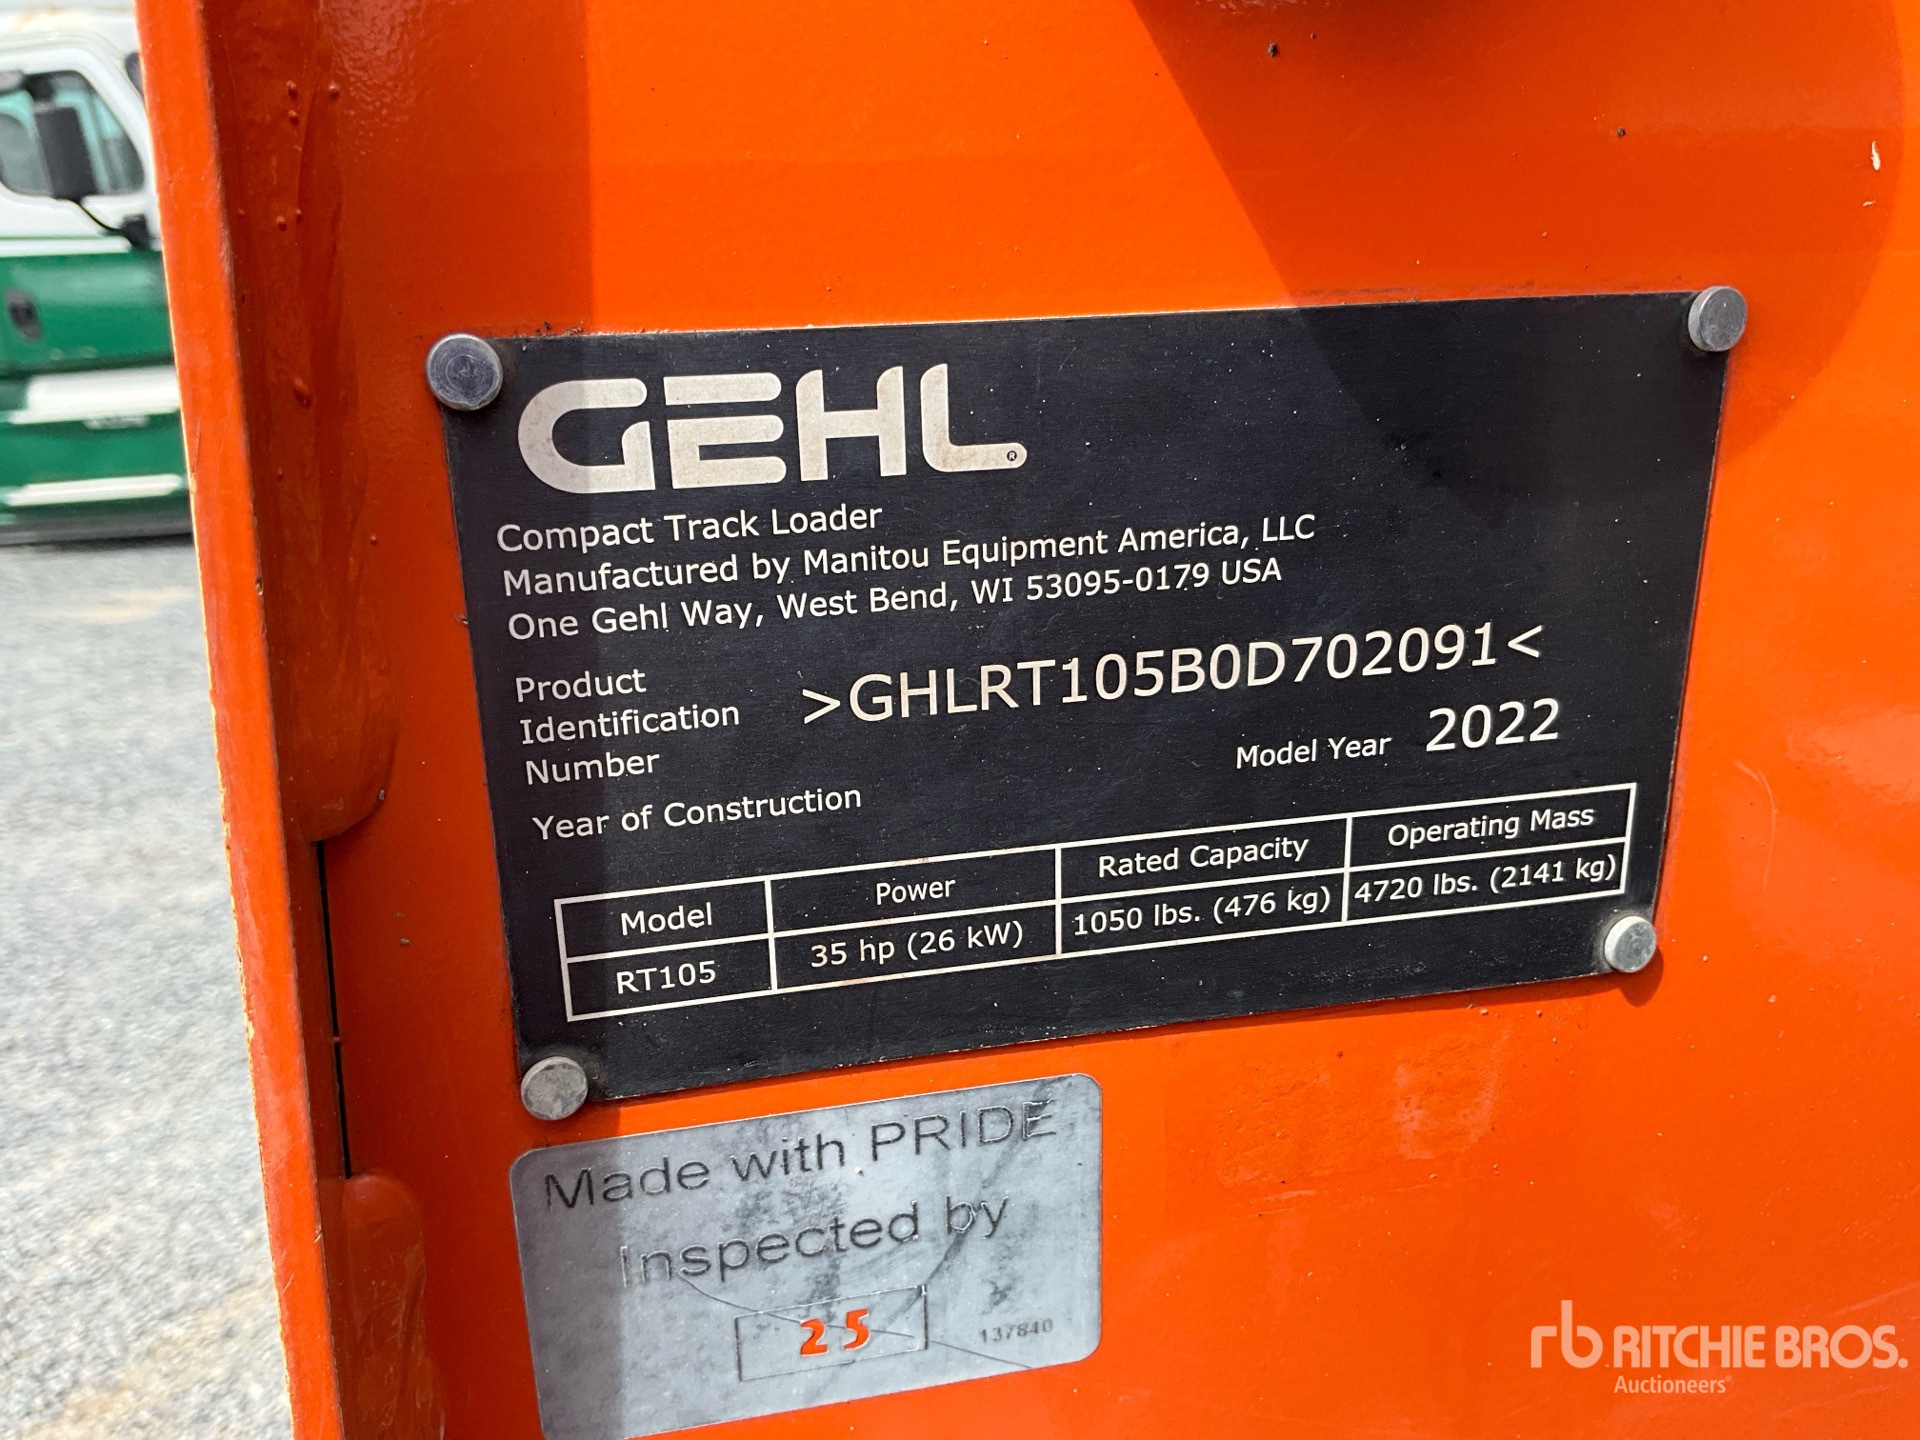 GEHL®
Compact Track Loader
Manufactured by Manitou Equipment America, LLC
One Gehl Way, West Bend, WI 53095-0179 USA
Product
Identification
Number
>GHLRT105B0D702091<
Model Year 2022
Year of Construction
Model Power Rated Capacity Operating Mass
RT105 35 hp (26 kW) 1050 lbs. (476 kg) 4720 lbs. (2141 kg)
Made with PRIDE
Inspected by
25
137840
rb RITCHIE BROS.
Auctioneers